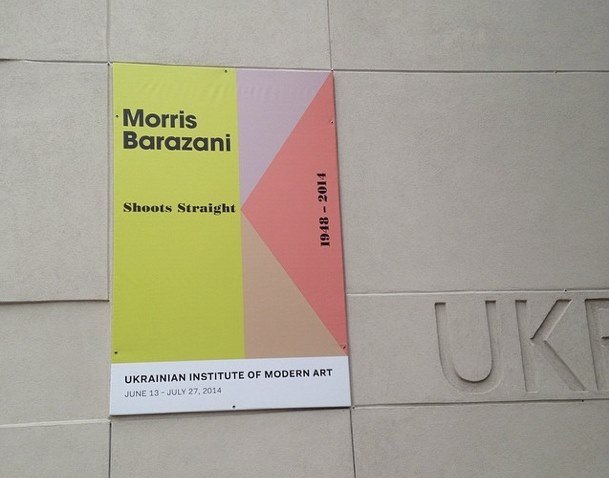 Morris
Barazani
Shoots Straight
1948 – 2014
UKRAINIAN INSTITUTE OF MODERN ART
JUNE 13 - JULY 27, 2014
UKR